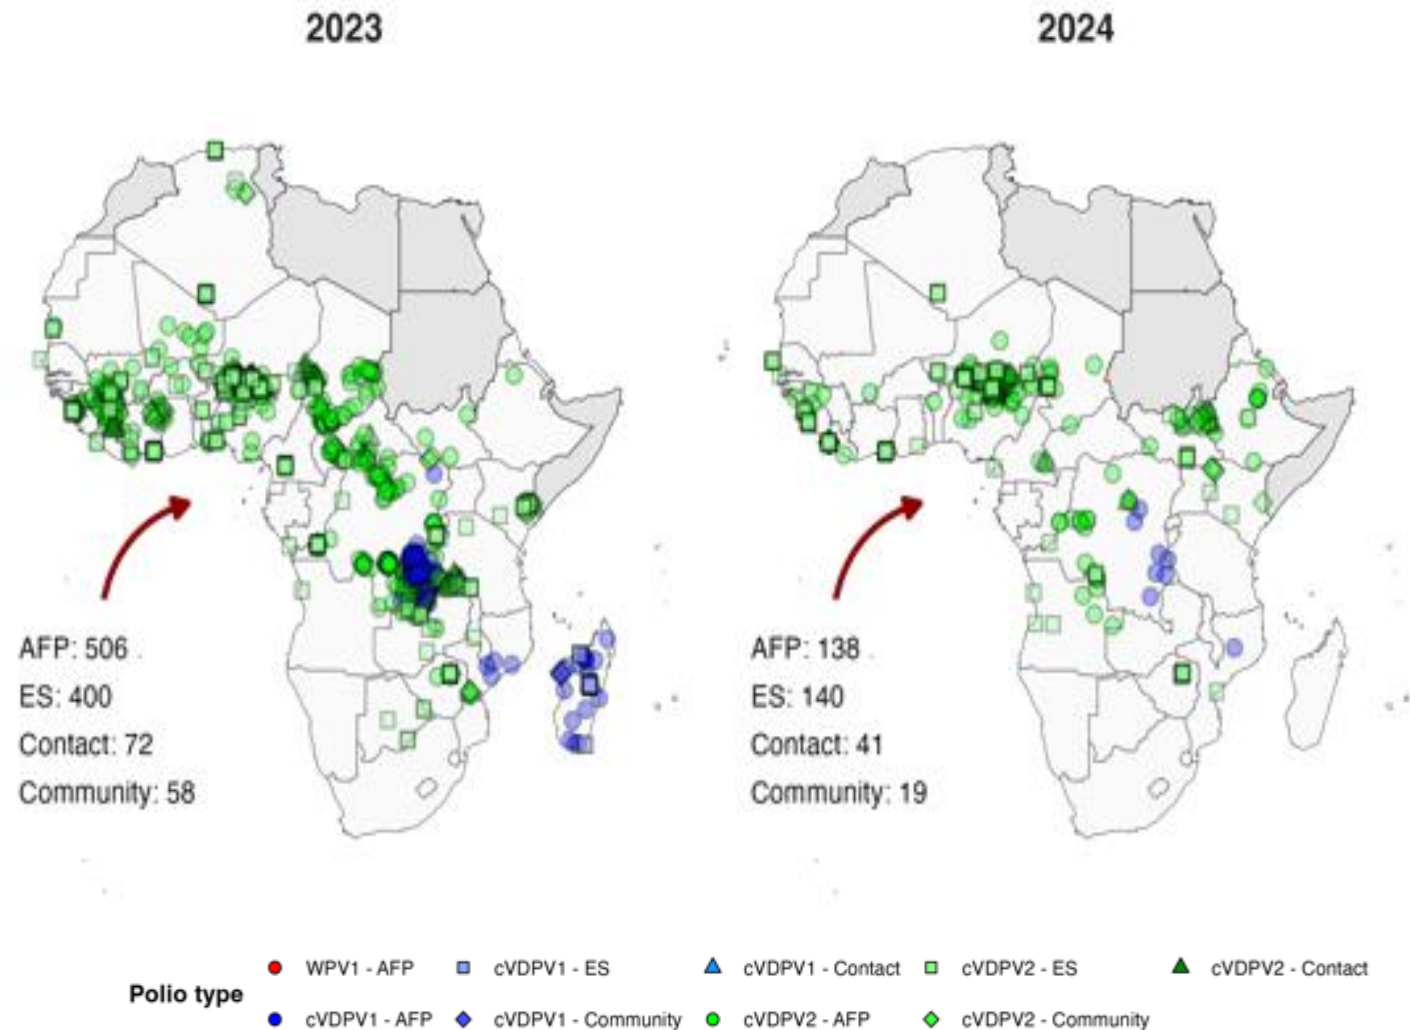 2023
2024
AFP: 506
ES: 400
Contact: 72
Community: 58
AFP: 138
ES: 140
Contact: 41
Community: 19
Polio type
WPV1 - AFP
cVDPV1 - ES
cVDPV1 - Contact
cVDPV2 - ES
cVDPV2 - Contact
cVDPV1 - AFP
cVDPV1 - Community
cVDPV2 - AFP
cVDPV2 - Community